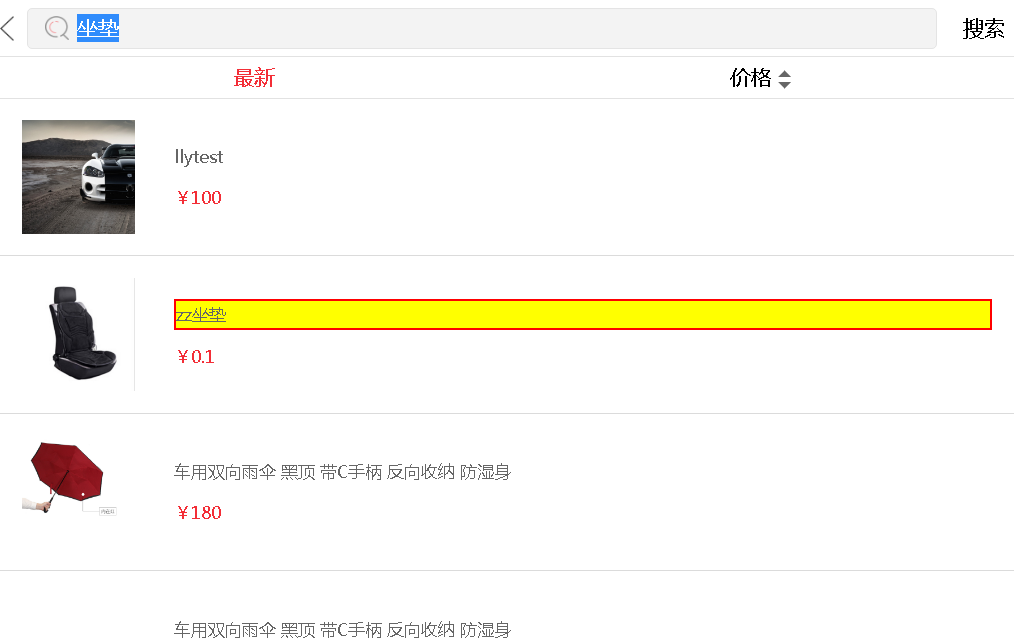 坐垫 搜索
最新 价格
llytest
￥100
zz坐垫
￥0.1
车用双向雨伞 黑顶 带C手柄 反向收纳 防湿身
￥180
车用双向雨伞 黑顶 带C手柄 反向收纳 防湿身